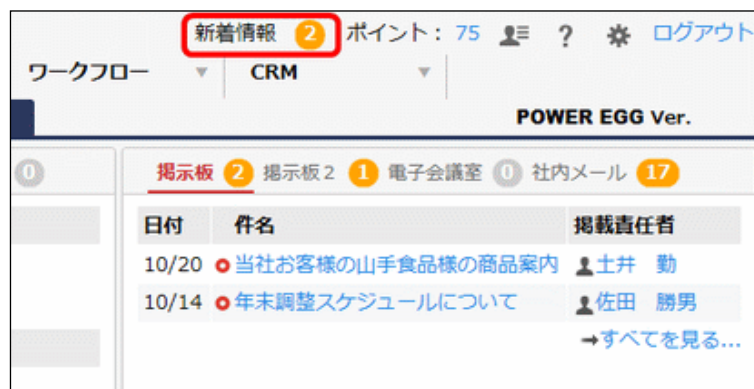 新着情報 2 ポイント： 75 ? ログアウト
ワークフロー CRM
POWER EGG Ver.
0 掲示板 2 掲示板2 1 電子会議室 0 社内メール 17
日付 件名 掲載責任者
10/20 当社お客様の山手食品様の商品案内 土井 勤
10/14 年末調整スケジュールについて 佐田 勝男
→すべてを見る...